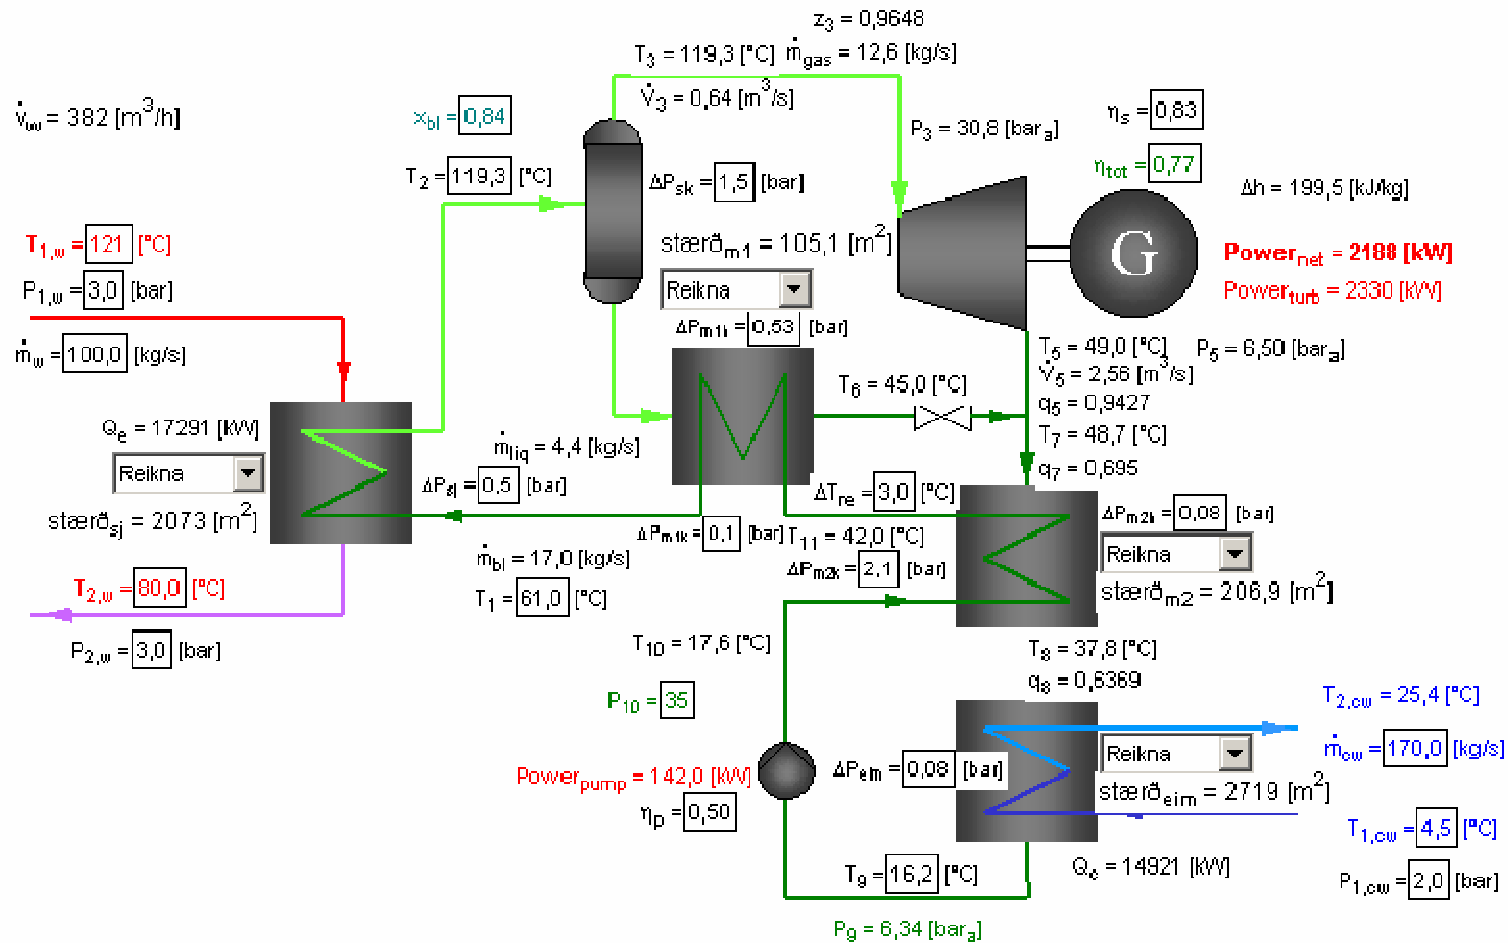 z3 = 0,9648
T3 = 119,3 [°C]
ṁgas = 12,6 [kg/s]
V̇3 = 0,64 [m³/s]
V̇w = 382 [m³/h]
xbl = 0,84
P3 = 30,8 [bara]
ηs = 0,83
ηtot = 0,77
T2 = 119,3 [°C]
ΔPsk = 1,5 [bar]
Δh = 199,5 [kJ/kg]
T1,w = 121 [°C]
stærðm1 = 105,1 [m²]
G
Powernet = 2188 [kW]
P1,w = 3,0 [bar]
Reikna
Powerturb = 2330 [kW]
ΔPm1h = 0,53 [bar]
ṁw = 100,0 [kg/s]
T5 = 49,0 [°C]
P5 = 6,50 [bara]
V̇5 = 2,56 [m³/s]
T6 = 45,0 [°C]
q5 = 0,9427
Qe = 17291 [kW]
ṁliq = 4,4 [kg/s]
T7 = 48,7 [°C]
Reikna
q7 = 0,695
ΔPsj = 0,5 [bar]
ΔTre = 3,0 [°C]
stærðsj = 2073 [m²]
ΔPm1k = 0,1 [bar]
T11 = 42,0 [°C]
ΔPm2h = 0,08 [bar]
ṁbl = 17,0 [kg/s]
ΔPm2k = 2,1 [bar]
Reikna
T2,w = 80,0 [°C]
T1 = 61,0 [°C]
stærðm2 = 206,9 [m²]
P2,w = 3,0 [bar]
T10 = 17,6 [°C]
T8 = 37,8 [°C]
q8 = 0,6369
P10 = 35
T2,cw = 25,4 [°C]
Powerpump = 142,0 [kW]
ΔPeim = 0,08 [bar]
Reikna
ṁcw = 170,0 [kg/s]
ηp = 0,50
stærðeim = 2719 [m²]
T1,cw = 4,5 [°C]
T9 = 16,2 [°C]
Qc = 14921 [kW]
P1,cw = 2,0 [bar]
P9 = 6,34 [bara]